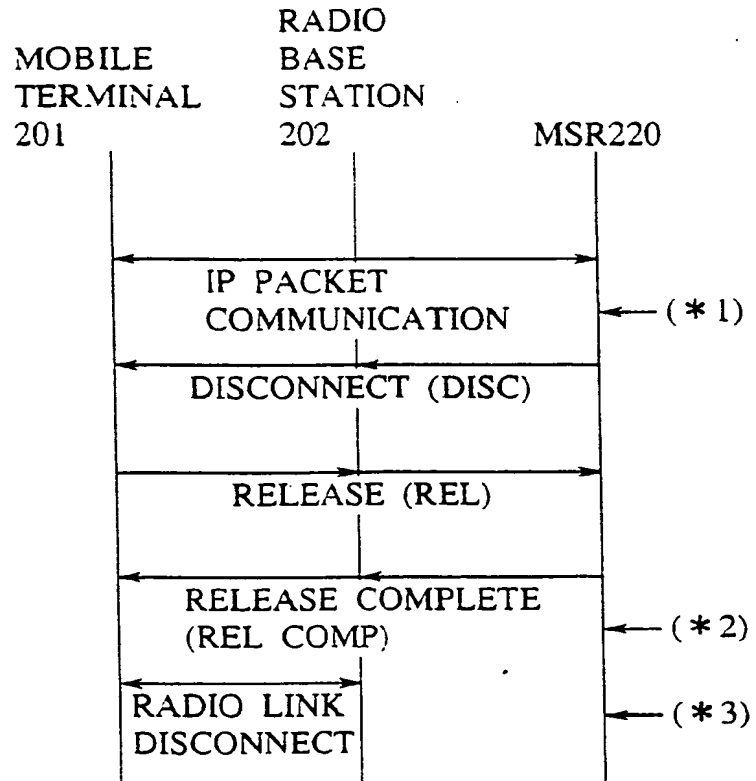 MOBILE
TERMINAL
201
RADIO
BASE
STATION
202
MSR220
IP PACKET
COMMUNICATION
(*1)
DISCONNECT (DISC)
RELEASE (REL)
RELEASE COMPLETE
(REL COMP)
(*2)
RADIO LINK
DISCONNECT
(*3)